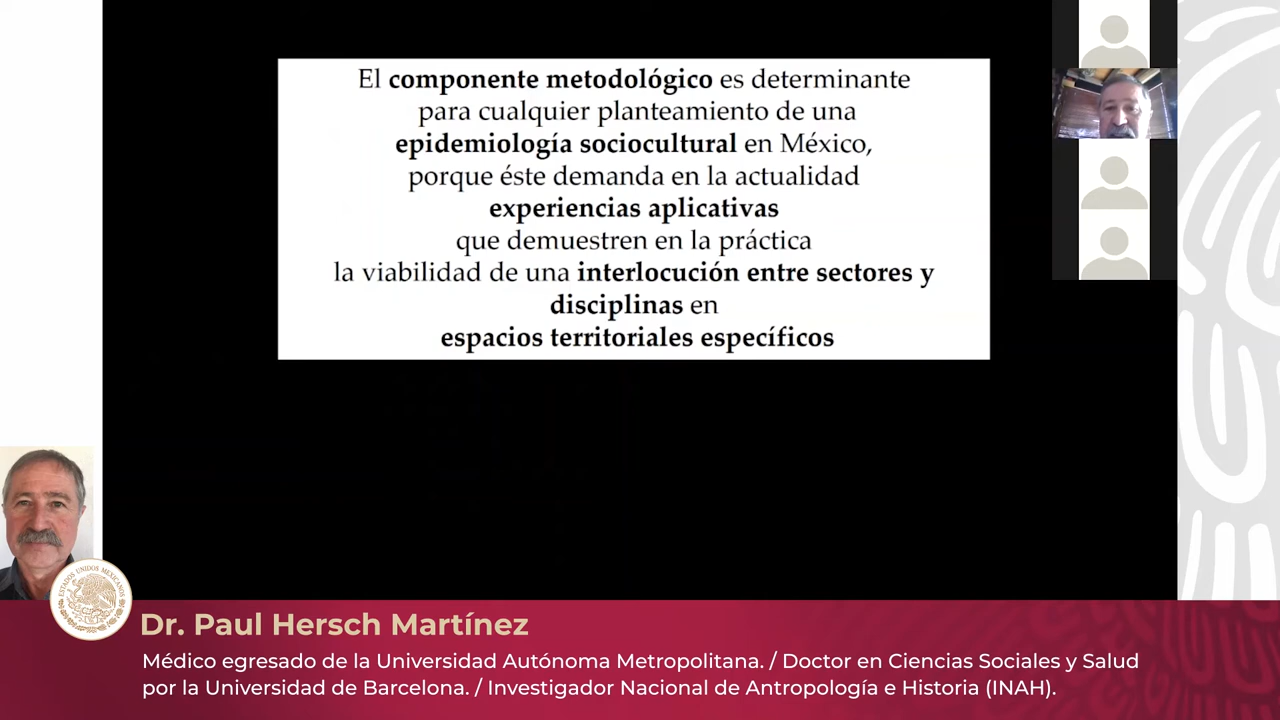 El componente metodológico es determinante
para cualquier planteamiento de una
epidemiología sociocultural en México,
porque éste demanda en la actualidad
experiencias aplicativas
que demuestren en la práctica
la viabilidad de una interlocución entre sectores y
disciplinas en
espacios territoriales específicos
ESTADOS UNIDOS MEXICANOS
Dr. Paul Hersch Martínez
Médico egresado de la Universidad Autónoma Metropolitana. / Doctor en Ciencias Sociales y Salud
por la Universidad de Barcelona. / Investigador Nacional de Antropología e Historia (INAH).